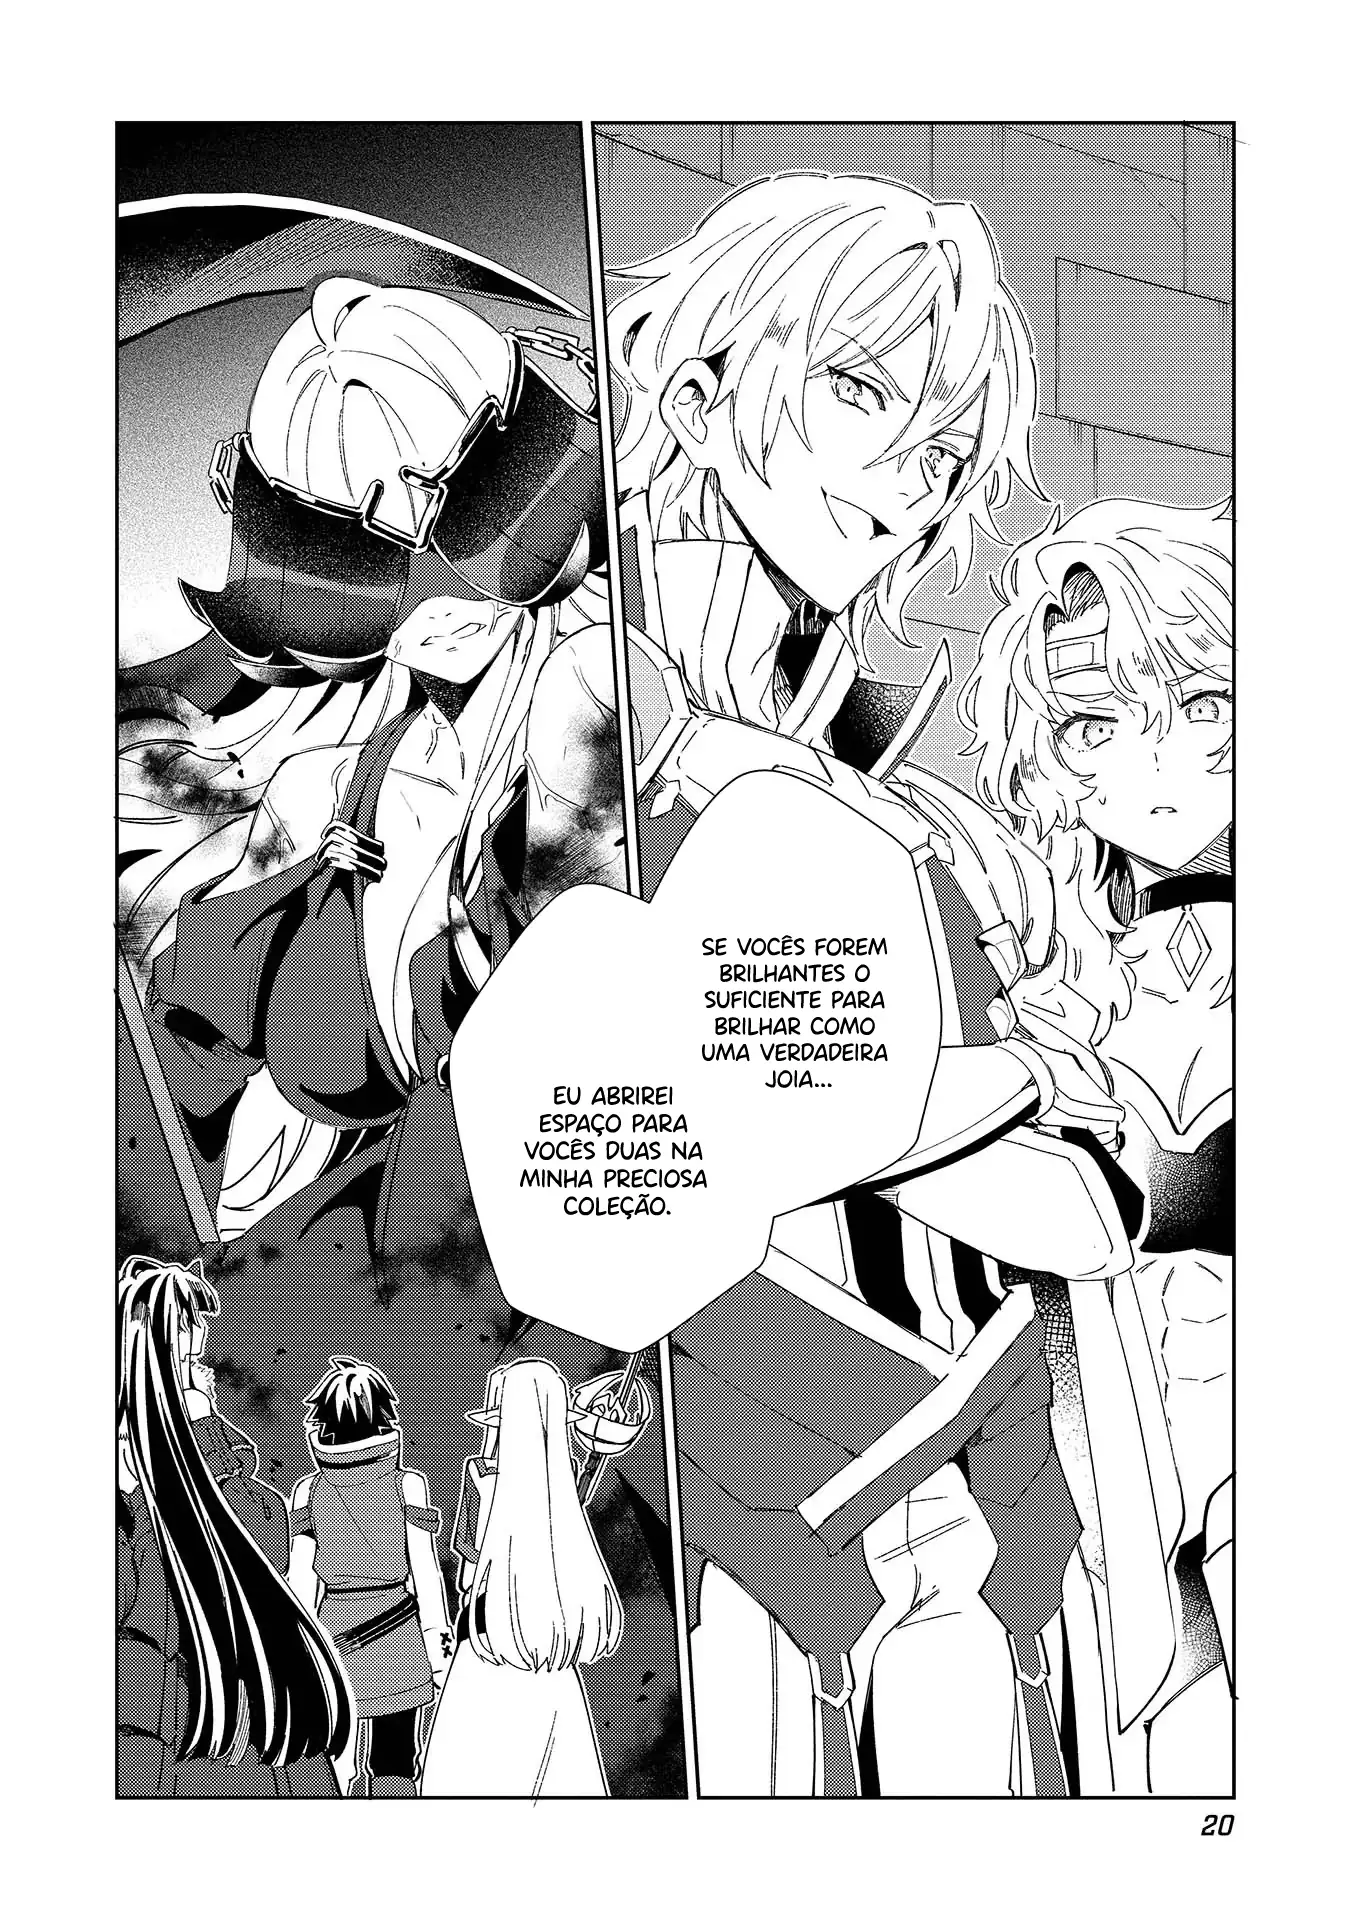 SE VOCÊS FOREM
BRILHANTES O
SUFICIENTE PARA
BRILHAR COMO
UMA VERDADEIRA
JOIA...
EU ABRIREI
ESPAÇO PARA
VOCÊS DUAS NA
MINHA PRECIOSA
COLEÇÃO.
20